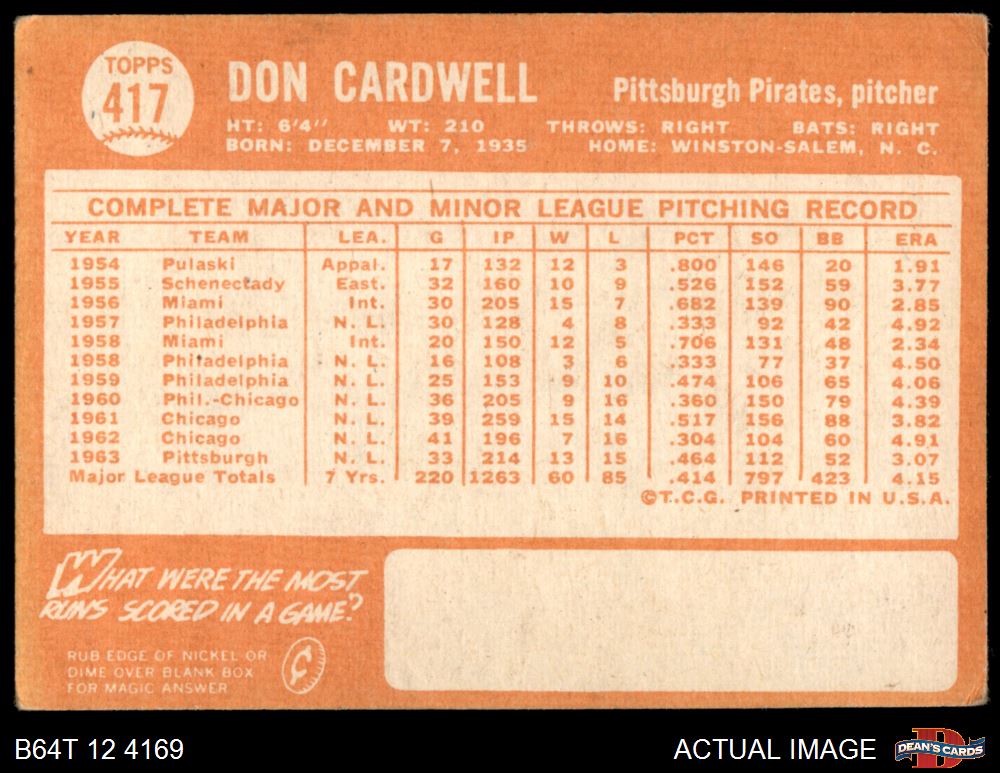 TOPPS
417
DON CARDWELL
Pittsburgh Pirates, pitcher
HT: 6'4" WT: 210 THROWS: RIGHT BATS: RIGHT
BORN: DECEMBER 7, 1935 HOME: WINSTON-SALEM, N. C.
COMPLETE MAJOR AND MINOR LEAGUE PITCHING RECORD
YEAR TEAM LEA. G IP W L PCT SO BB ERA
1954 Pulaski Appal. 17 132 12 3 .800 146 20 1.91
1955 Schenectady East. 32 160 10 9 .526 152 59 3.77
1956 Miami Int. 30 205 15 7 .682 139 90 2.85
1957 Philadelphia N. L. 30 128 4 8 .333 92 42 4.92
1958 Miami Int. 20 150 12 5 .706 131 48 2.34
1958 Philadelphia N. L. 16 108 3 6 .333 77 37 4.50
1959 Philadelphia N. L. 25 153 9 10 .474 106 65 4.06
1960 Phil.-Chicago N. L. 36 205 9 16 .360 150 79 4.39
1961 Chicago N. L. 39 259 15 14 .517 156 88 3.82
1962 Chicago N. L. 41 196 7 16 .304 104 60 4.91
1963 Pittsburgh N. L. 33 214 13 15 .464 112 52 3.07
Major League Totals 7 Yrs. 220 1263 60 85 .414 797 423 4.15
©T.C.G. PRINTED IN U.S.A.
WHAT WERE THE MOST
RUNS SCORED IN A GAME?
RUB EDGE OF NICKEL OR
DIME OVER BLANK BOX
FOR MAGIC ANSWER
B64T 12 4169
ACTUAL IMAGE
DEAN'S CARDS